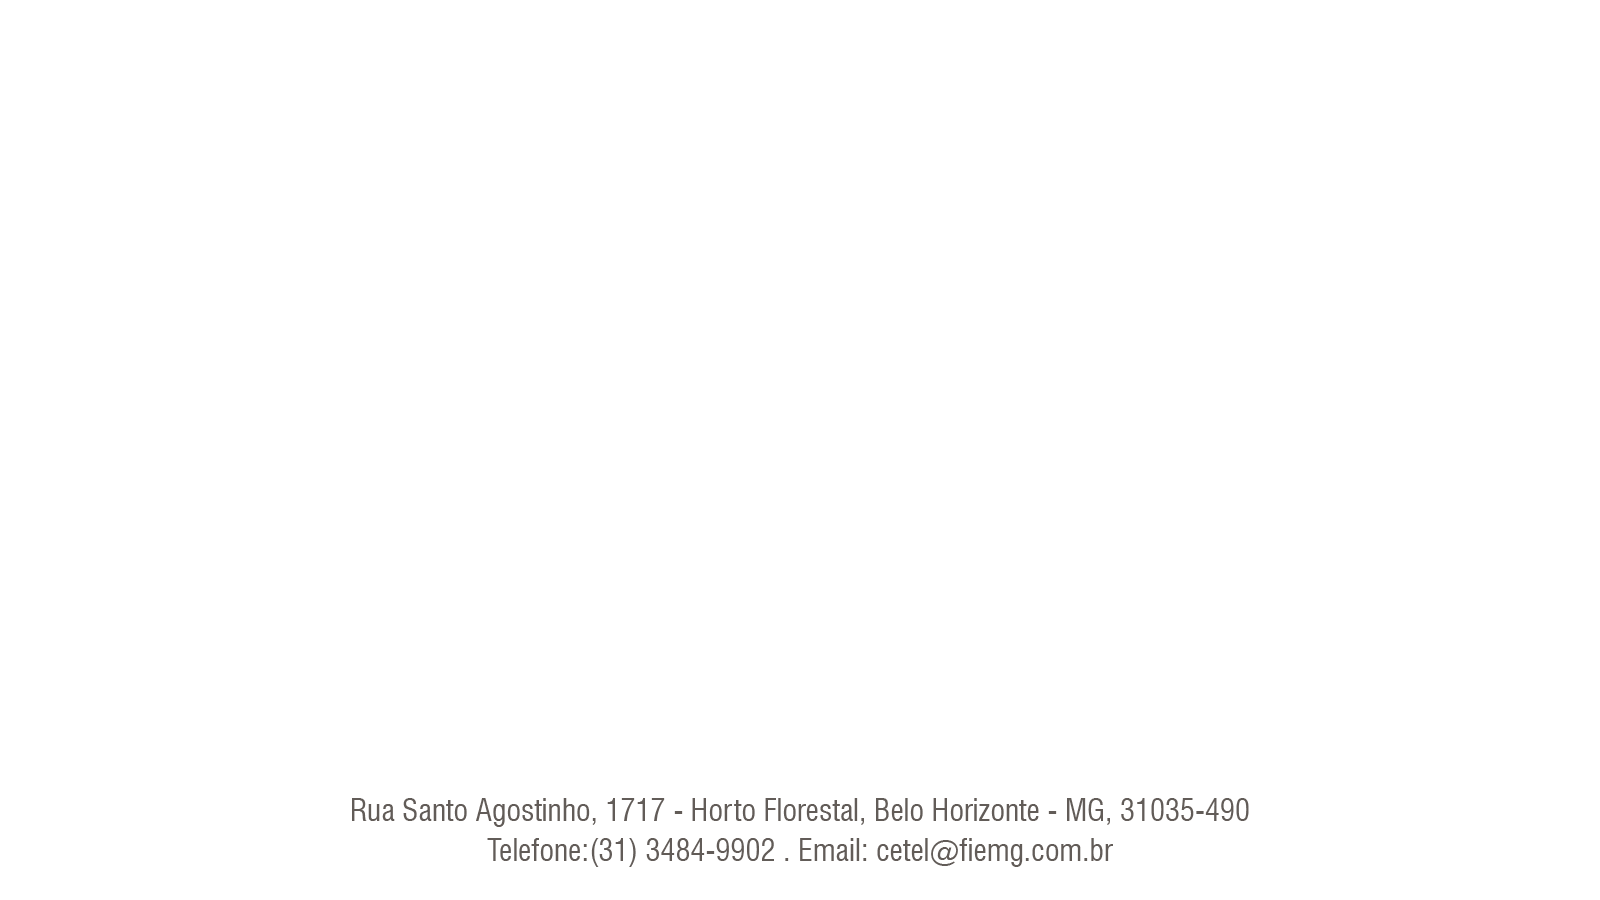 Rua Santo Agostinho, 1717 - Horto Florestal, Belo Horizonte - MG, 31035-490
Telefone:(31) 3484-9902 . Email: cetel@fiemg.com.br